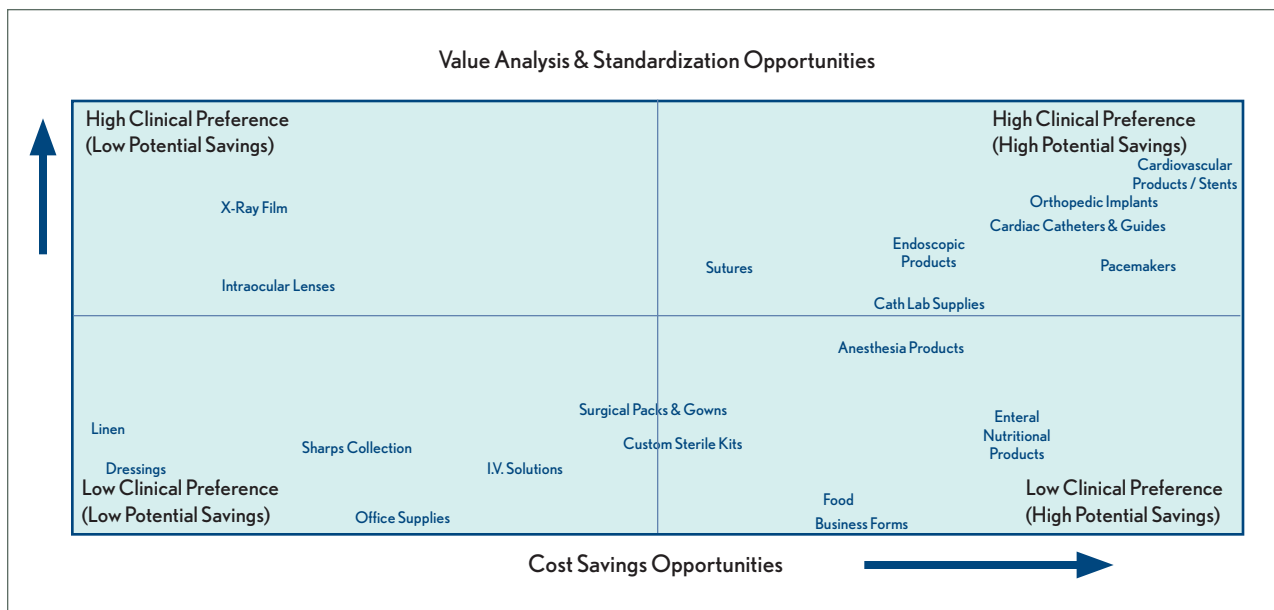 Value Analysis & Standardization Opportunities
High Clinical Preference
(Low Potential Savings)
High Clinical Preference
(High Potential Savings)
Cardiovascular
Products / Stents
X-Ray Film
Orthopedic Implants
Cardiac Catheters & Guides
Endoscopic
Products
Sutures
Pacemakers
Intraocular Lenses
Cath Lab Supplies
Anesthesia Products
Surgical Packs & Gowns
Enteral
Nutritional
Products
Linen
Sharps Collection
Custom Sterile Kits
Dressings
I.V. Solutions
Low Clinical Preference
(Low Potential Savings)
Office Supplies
Food
Business Forms
Low Clinical Preference
(High Potential Savings)
Cost Savings Opportunities